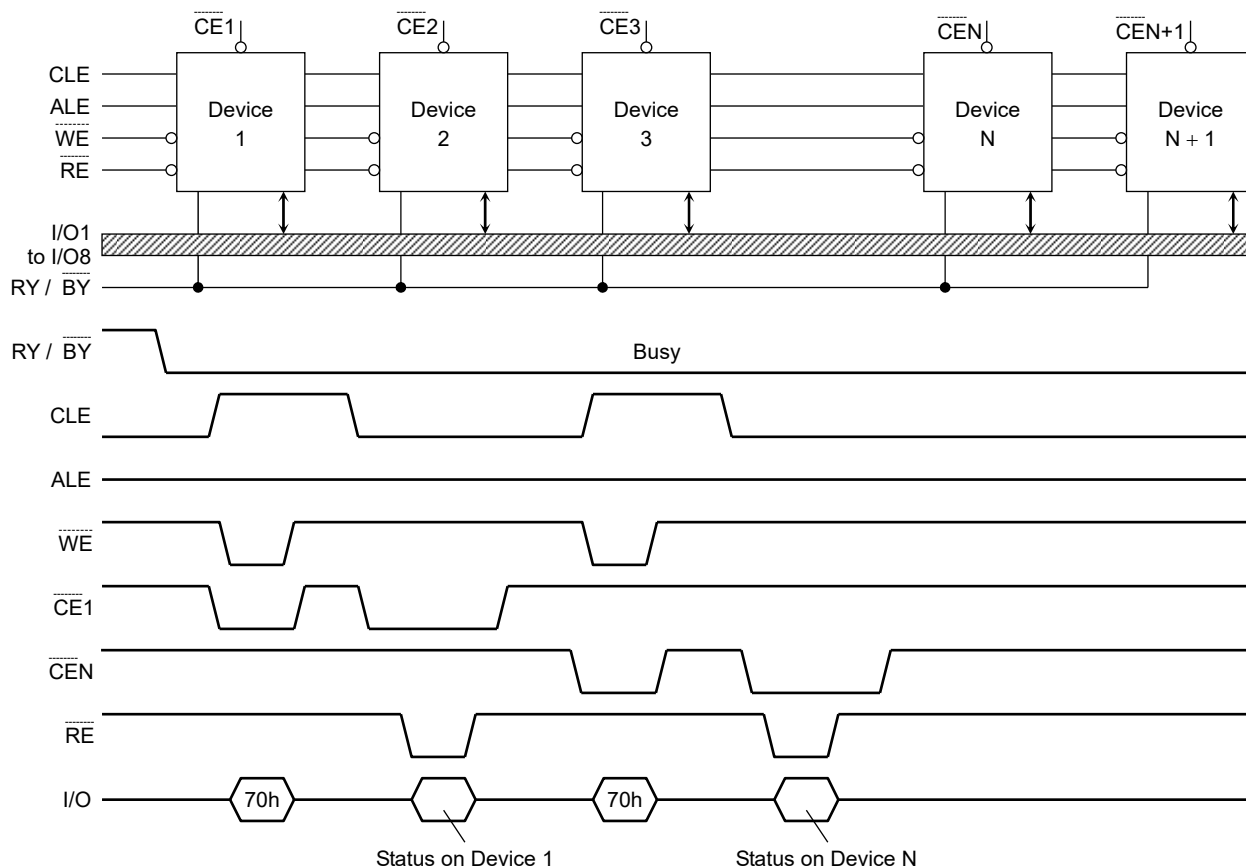 CE1 CE2 CE3 CEN CEN+1
CLE
ALE
WE
RE
Device 1
Device 2
Device 3
Device N
Device N + 1
I/O1
to I/O8
RY / BY
RY / BY Busy
CLE
ALE
WE
CE1
CEN
RE
I/O 70h 70h
Status on Device 1 Status on Device N